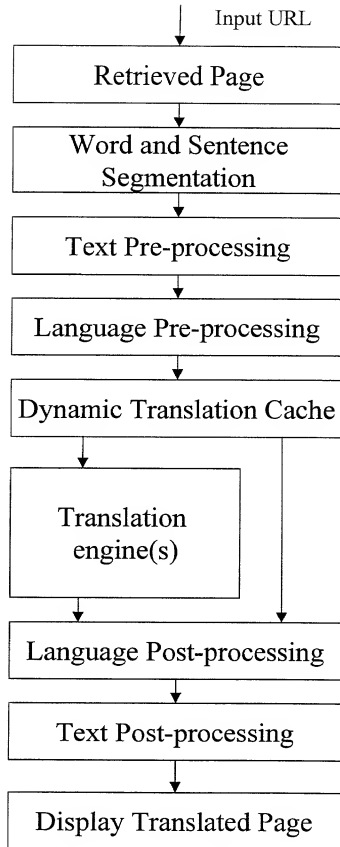 Input URL
Retrieved Page
Word and Sentence
Segmentation
Text Pre-processing
Language Pre-processing
Dynamic Translation Cache
Translation
engine(s)
Language Post-processing
Text Post-processing
Display Translated Page